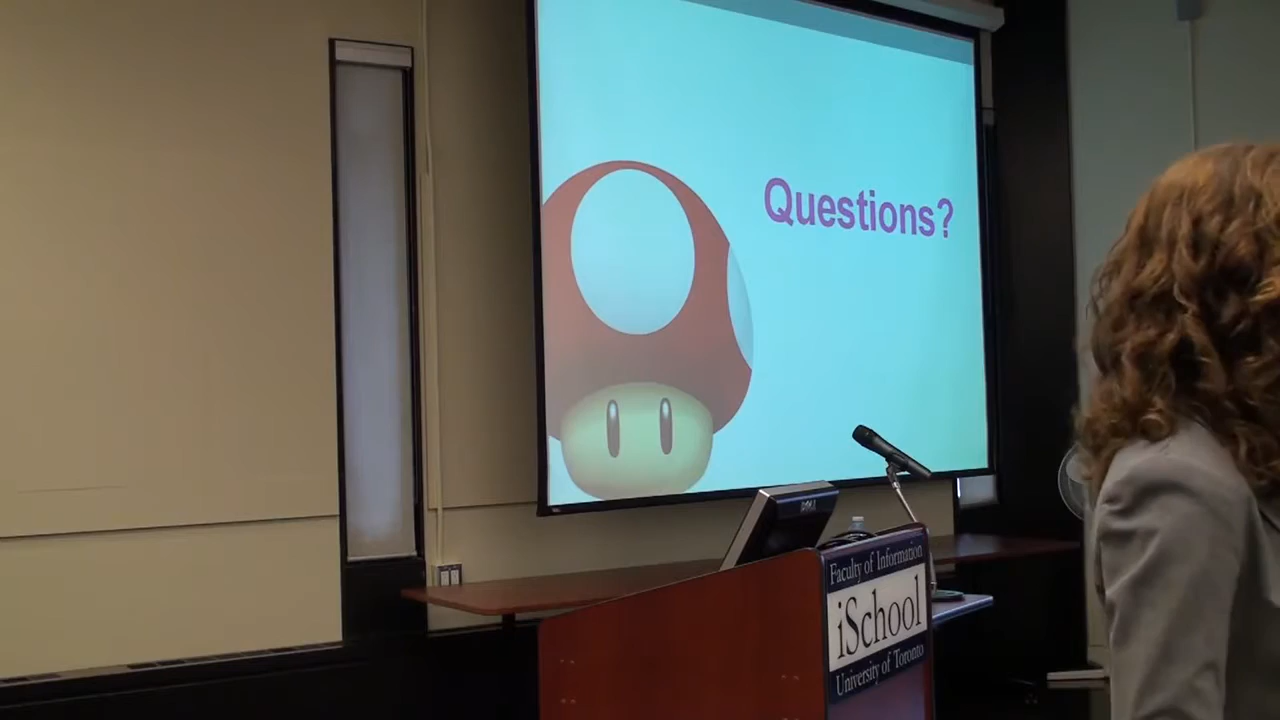 Questions?
Faculty of Information
iSchool
University of Toronto